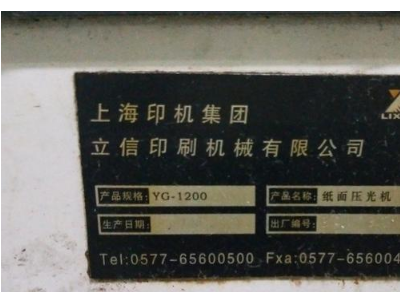 上海印机集团
LIX
立信印刷机械有限公司
产品规格: YG-1200 产品名称: 纸面压光机
生产日期: 出厂编号:
Tel:0577-65600500 Fxa:0577-656004